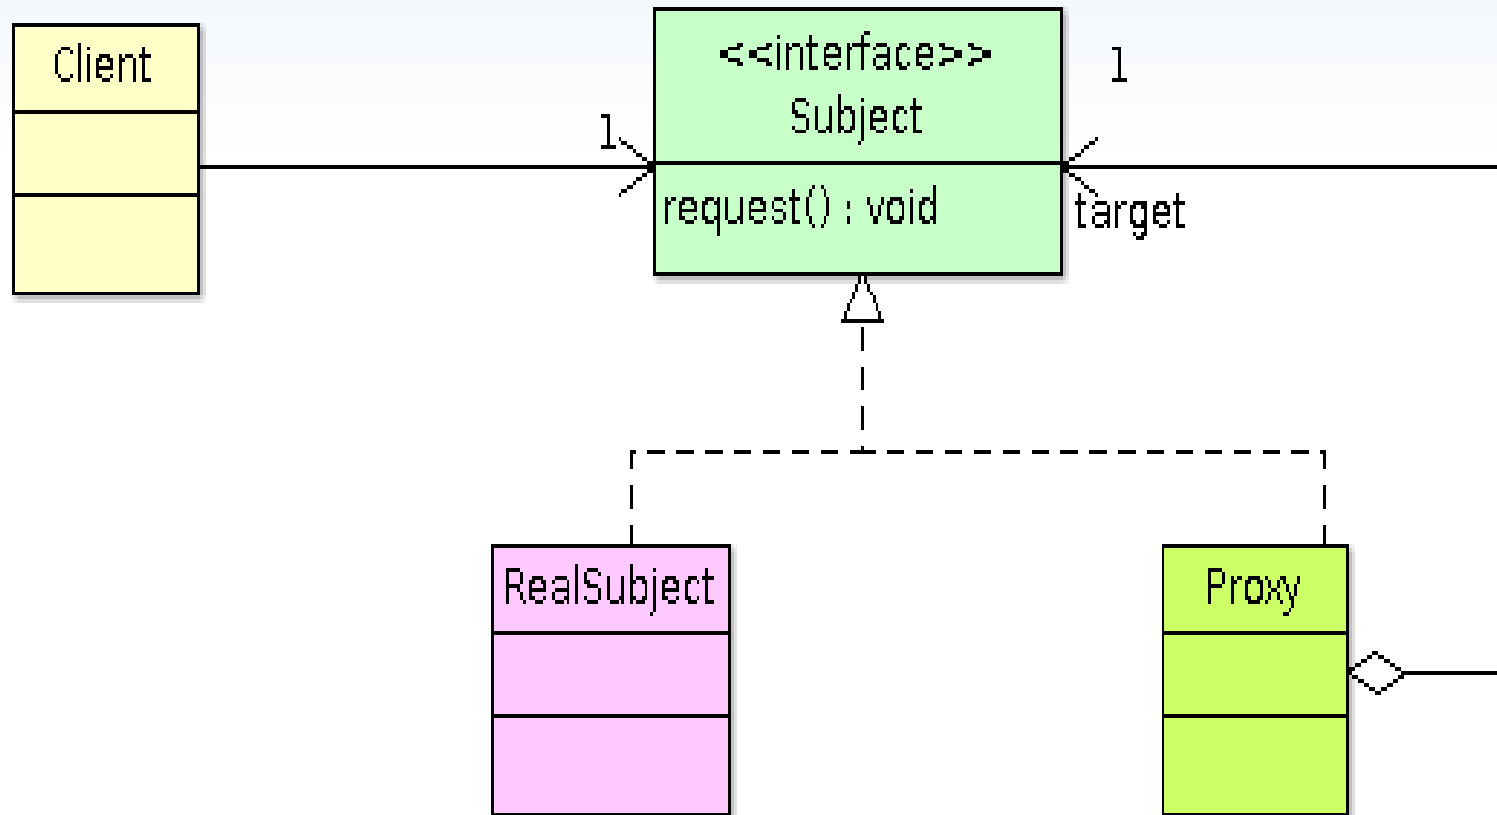 Client
<<interface>>
Subject
1
1
request() : void
target
RealSubject
Proxy